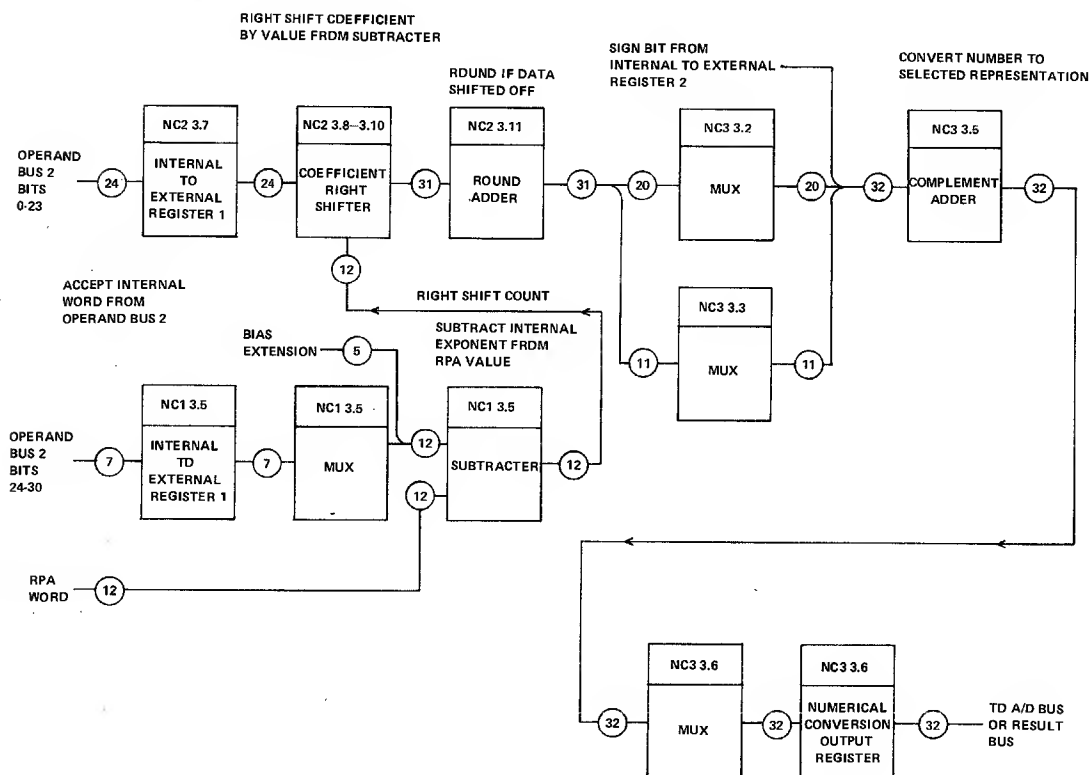 RIGHT SHIFT CDEFFICIENT
BY VALUE FRDM SUBTRACTER
SIGN BIT FROM
INTERNAL TO EXTERNAL
REGISTER 2
CONVERT NUMBER TO
SELECTED REPRESENTATION
RDUND IF DATA
SHIFTED OFF
NC2 3.7
NC2 3.8–3.10
NC2 3.11
NC3 3.2
NC3 3.5
OPERAND
BUS 2
BITS
0-23
24
INTERNAL
TO
EXTERNAL
REGISTER 1
24
COEFFICIENT
RIGHT
SHIFTER
31
ROUND
ADDER
31
20
MUX
20
32
COMPLEMENT
ADDER
32
12
ACCEPT INTERNAL
WORD FROM
OPERAND BUS 2
RIGHT SHIFT COUNT
NC3 3.3
11
MUX
11
BIAS
EXTENSION
5
SUBTRACT INTERNAL
EXPONENT FRDM
RPA VALUE
NC1 3.5
NC1 3.5
NC1 3.5
OPERAND
BUS 2
BITS
24-30
7
INTERNAL
TD
EXTERNAL
REGISTER 1
7
MUX
12
SUBTRACTER
12
12
RPA
WORD
12
NC3 3.6
NC3 3.6
32
MUX
32
NUMERICAL
CONVERSION
OUTPUT
REGISTER
32
TD A/D BUS
OR RESULT
BUS